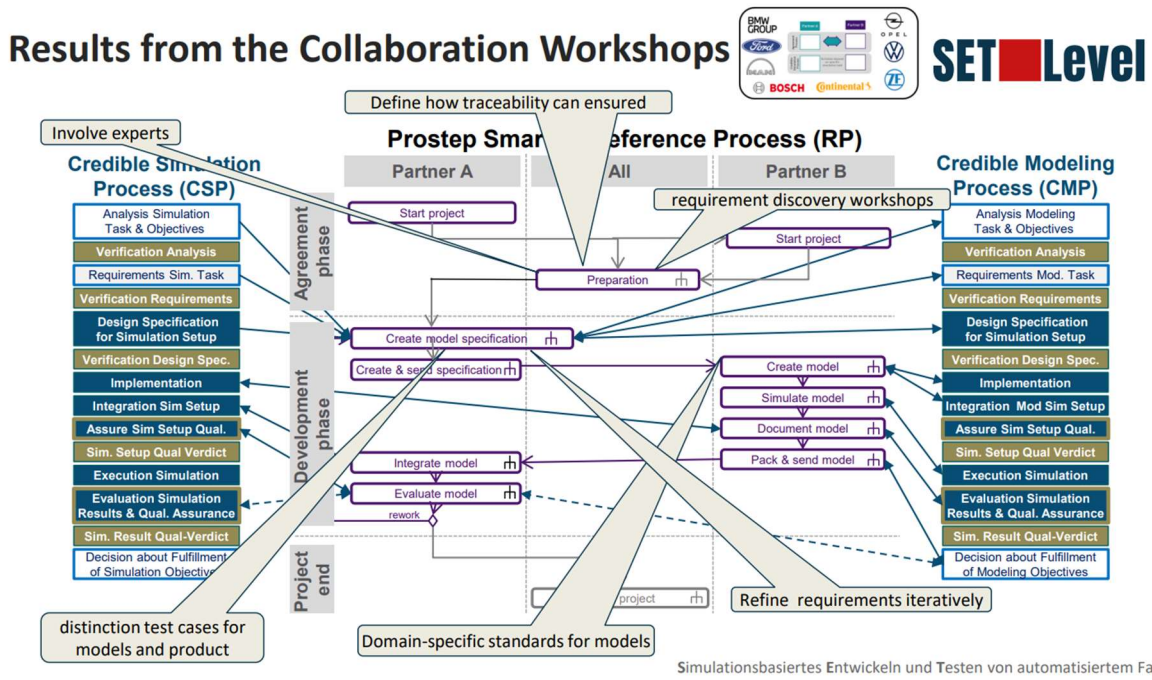 Results from the Collaboration Workshops
BMW
GROUP
Ford
MAN
BOSCH
Continental
OPEL
ZF
Partner A
Partner B
SET Level
Define how traceability can ensured
Involve experts
Prostep Smar eference Process (RP)
Credible Simulation
Process (CSP)
Partner A
All
Partner B
Credible Modeling
Process (CMP)
requirement discovery workshops
Agreement
phase
Development
phase
Project
end
Analysis Simulation
Task & Objectives
Verification Analysis
Requirements Sim. Task
Verification Requirements
Design Specification
for Simulation Setup
Verification Design Spec.
Implementation
Integration Sim Setup
Assure Sim Setup Qual.
Sim. Setup Qual Verdict
Execution Simulation
Evaluation Simulation
Results & Qual. Assurance
Sim. Result Qual-Verdict
Decision about Fulfillment
of Simulation Objectives
Start project
Start project
Preparation
Create model specification
Create & send specification
Create model
Simulate model
Document model
Pack & send model
Integrate model
Evaluate model
rework
project
Analysis Modeling
Task & Objectives
Verification Analysis
Requirements Mod. Task
Verification Requirements
Design Specification
for Simulation Setup
Verification Design Spec.
Implementation
Integration Mod Sim Setup
Assure Sim Setup Qual.
Sim. Setup Qual Verdict
Execution Simulation
Evaluation Simulation
Results & Qual. Assurance
Sim. Result Qual-Verdict
Decision about Fulfillment
of Modeling Objectives
distinction test cases for
models and product
Domain-specific standards for models
Refine requirements iteratively
Simulationsbasiertes Entwickeln und Testen von automatisiertem Fa